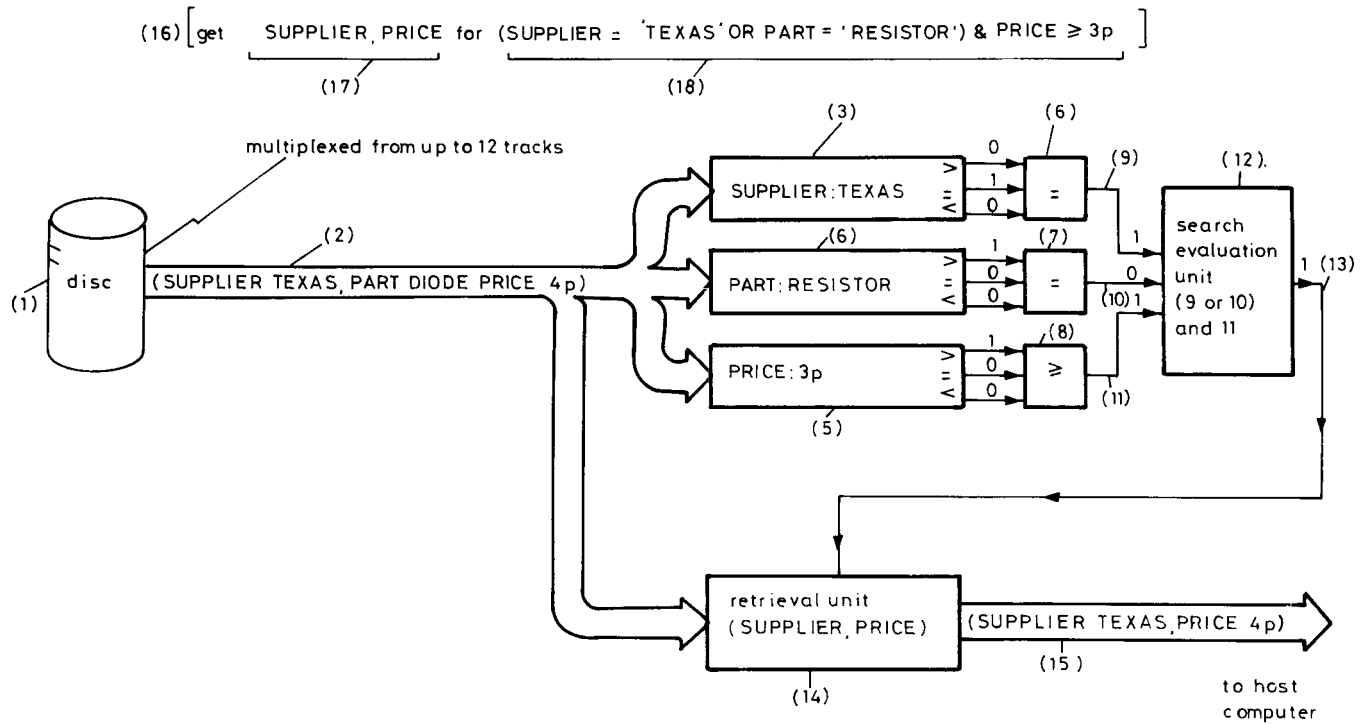 (16) [get SUPPLIER, PRICE for (SUPPLIER = 'TEXAS' OR PART = 'RESISTOR') & PRICE ≥ 3p ]
(17)
(18)
multiplexed from up to 12 tracks
(1)
disc
(2)
(SUPPLIER TEXAS, PART DIODE PRICE 4p)
(3)
SUPPLIER:TEXAS
>
=
<
0
1
0
(6)
=
(9)
1
(6)
PART: RESISTOR
>
=
<
1
0
0
(7)
=
(10)
0
PRICE: 3p
>
=
<
1
0
0
(5)
(8)
≥
(11)
1
(12).
search
evaluation
unit
(9 or 10)
and 11
1
(13)
retrieval unit
(SUPPLIER, PRICE)
(14)
(SUPPLIER TEXAS,PRICE 4p)
(15)
to host
computer